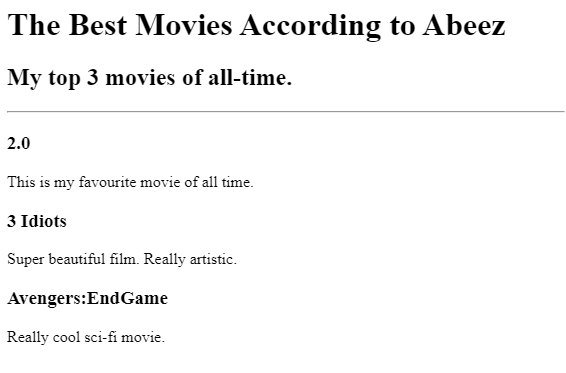 The Best Movies According to Abeez
My top 3 movies of all-time.
2.0
This is my favourite movie of all time.
3 Idiots
Super beautiful film. Really artistic.
Avengers:EndGame
Really cool sci-fi movie.